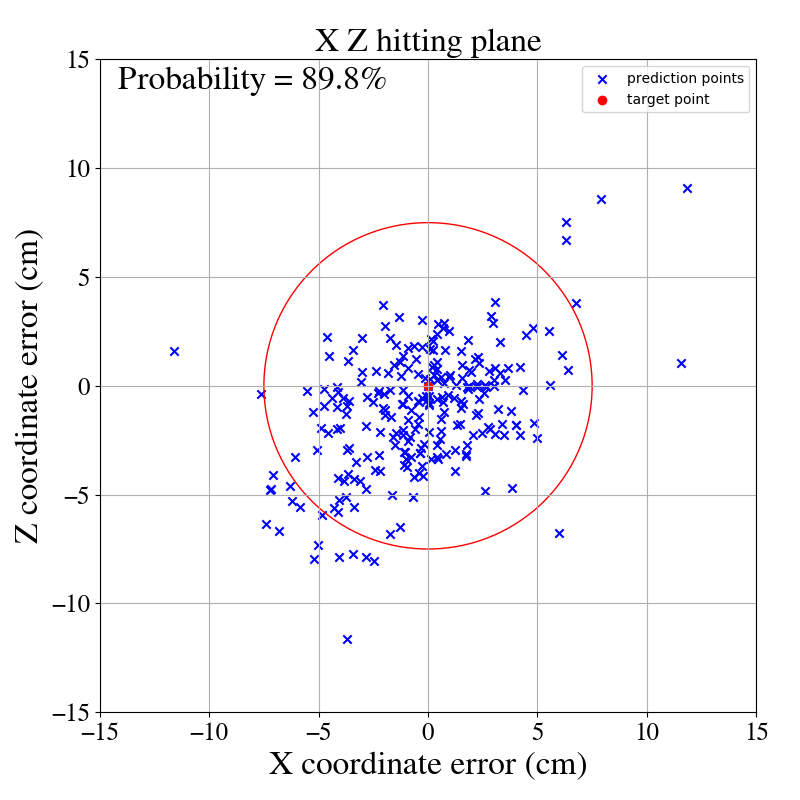 X Z hitting plane
Probability = 89.8%
prediction points
target point
15
10
5
0
−5
−10
−15
Z coordinate error (cm)
−15 −10 −5 0 5 10 15
X coordinate error (cm)